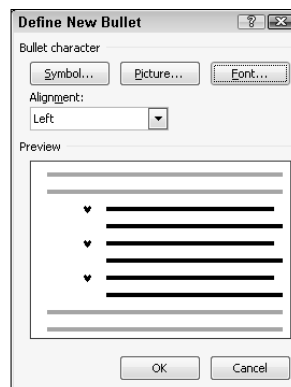 Define New Bullet
Bullet character
Symbol... Picture... Font...
Alignment:
Left
Preview
OK Cancel